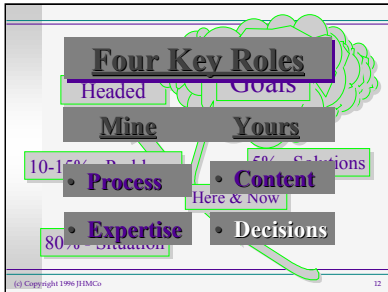 Four Key Roles
Headed
Goals
Mine
Yours
10-15%
5% - Solutions
• Process
• Content
Here & Now
• Expertise
• Decisions
80% - Situation
(c) Copyright 1996 JHMCo
12